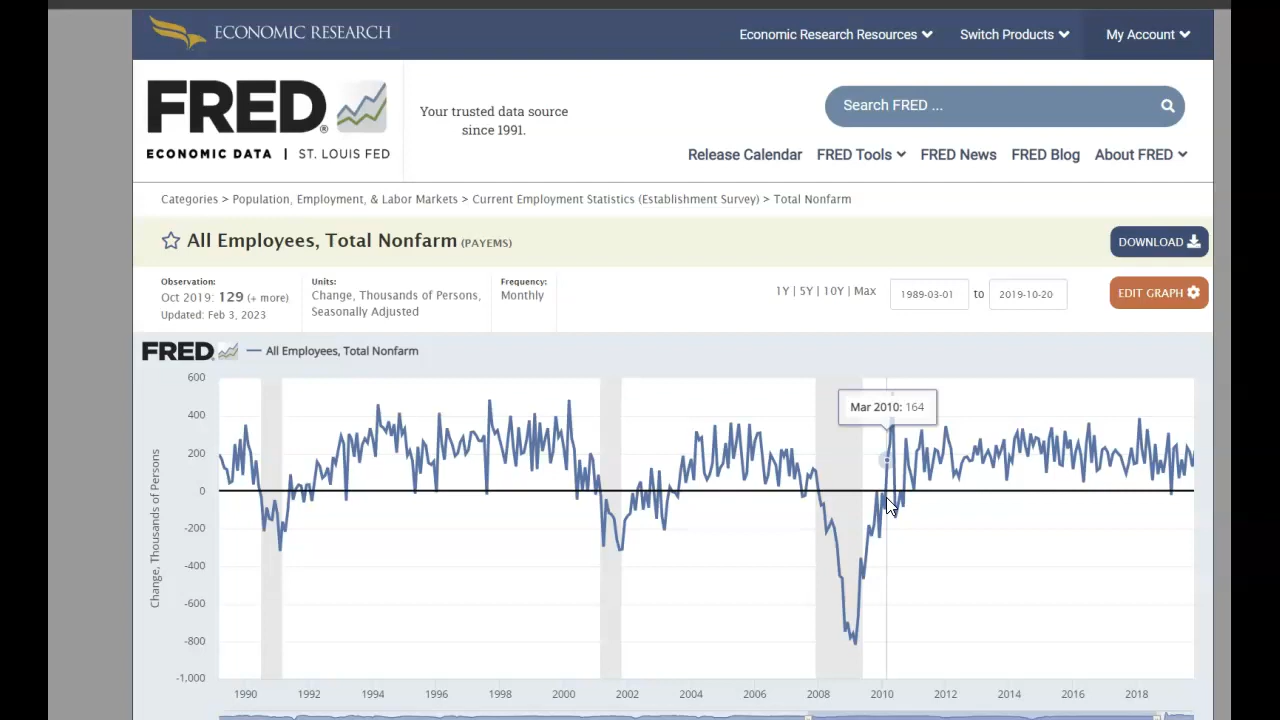 ECONOMIC RESEARCH
Economic Research Resources
Switch Products
My Account
FRED®
ECONOMIC DATA | ST. LOUIS FED
Your trusted data source
since 1991.
Search FRED ...
Release Calendar
FRED Tools
FRED News
FRED Blog
About FRED
Categories > Population, Employment, & Labor Markets > Current Employment Statistics (Establishment Survey) > Total Nonfarm
All Employees, Total Nonfarm (PAYEMS)
DOWNLOAD
Observation:
Oct 2019: 129 (+ more)
Updated: Feb 3, 2023
Units:
Change, Thousands of Persons,
Seasonally Adjusted
Frequency:
Monthly
1Y | 5Y | 10Y | Max
1989-03-01 to 2019-10-20
EDIT GRAPH
FRED
All Employees, Total Nonfarm
Change, Thousands of Persons
600
400
200
0
-200
-400
-600
-800
-1,000
Mar 2010: 164
1990 1992 1994 1996 1998 2000 2002 2004 2006 2008 2010 2012 2014 2016 2018